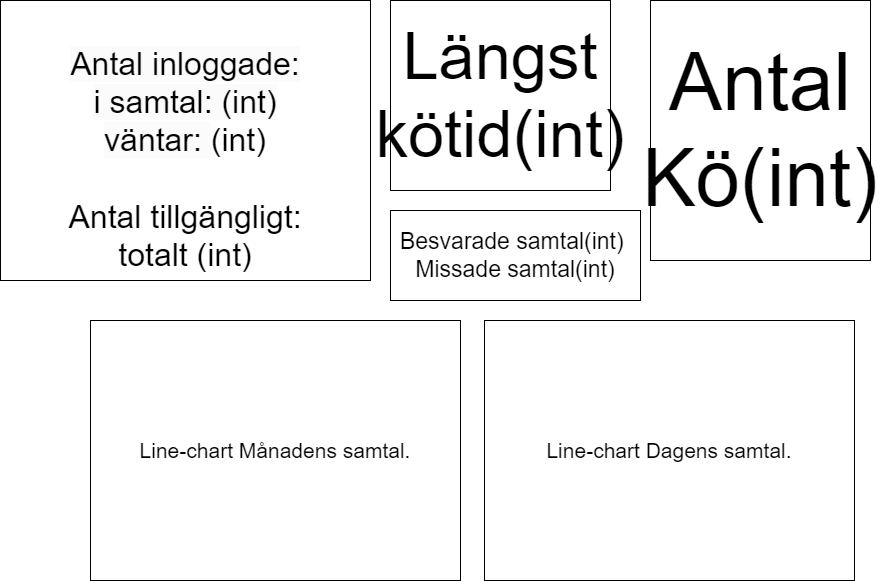 Antal inloggade:
i samtal: (int)
väntar: (int)
Antal tillgängligt:
totalt (int)
Längst
kötid(int)
Antal
Kö(int)
Besvarade samtal(int)
Missade samtal(int)
Line-chart Månadens samtal.
Line-chart Dagens samtal.